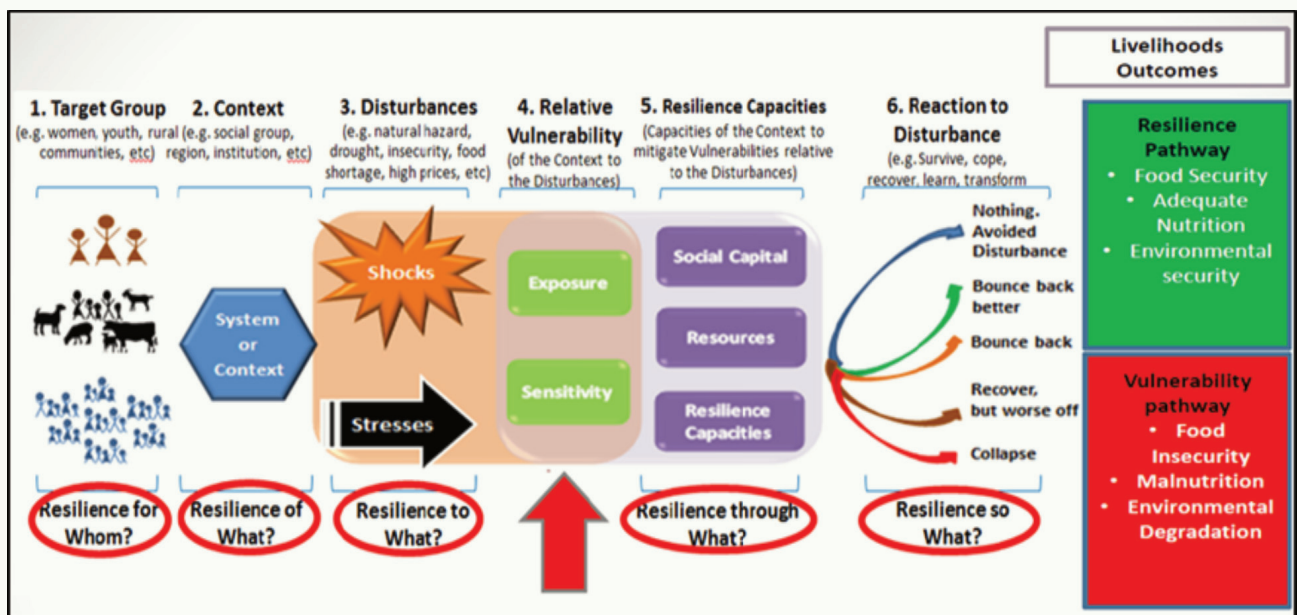 Livelihoods
Outcomes
1. Target Group
(e.g. women, youth, rural
communities, etc)
2. Context
(e.g. social group,
region, institution, etc)
3. Disturbances
(e.g. natural hazard,
drought, insecurity, food
shortage, high prices, etc)
4. Relative
Vulnerability
(of the Context to
the Disturbances)
5. Resilience Capacities
(Capacities of the Context to
mitigate Vulnerabilities relative
to the Disturbances)
6. Reaction to
Disturbance
(e.g. Survive, cope,
recover, learn, transform
System
or
Context
Shocks
Stresses
Exposure
Sensitivity
Social Capital
Resources
Resilience
Capacities
Nothing.
Avoided
Disturbance
Bounce back
better
Bounce back
Recover,
but worse off
Collapse
Resilience
Pathway
• Food Security
• Adequate
Nutrition
• Environmental
security
Vulnerability
pathway
• Food
Insecurity
• Malnutrition
• Environmental
Degradation
Resilience for
Whom?
Resilience of
What?
Resilience to
What?
Resilience through
What?
Resilience so
What?